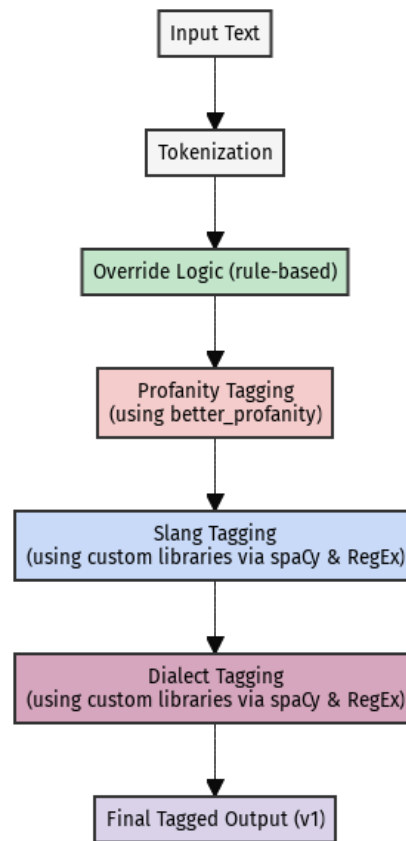 Input Text
Tokenization
Override Logic (rule-based)
Profanity Tagging
(using better_profanity)
Slang Tagging
(using custom libraries via spaCy & RegEx)
Dialect Tagging
(using custom libraries via spaCy & RegEx)
Final Tagged Output (v1)